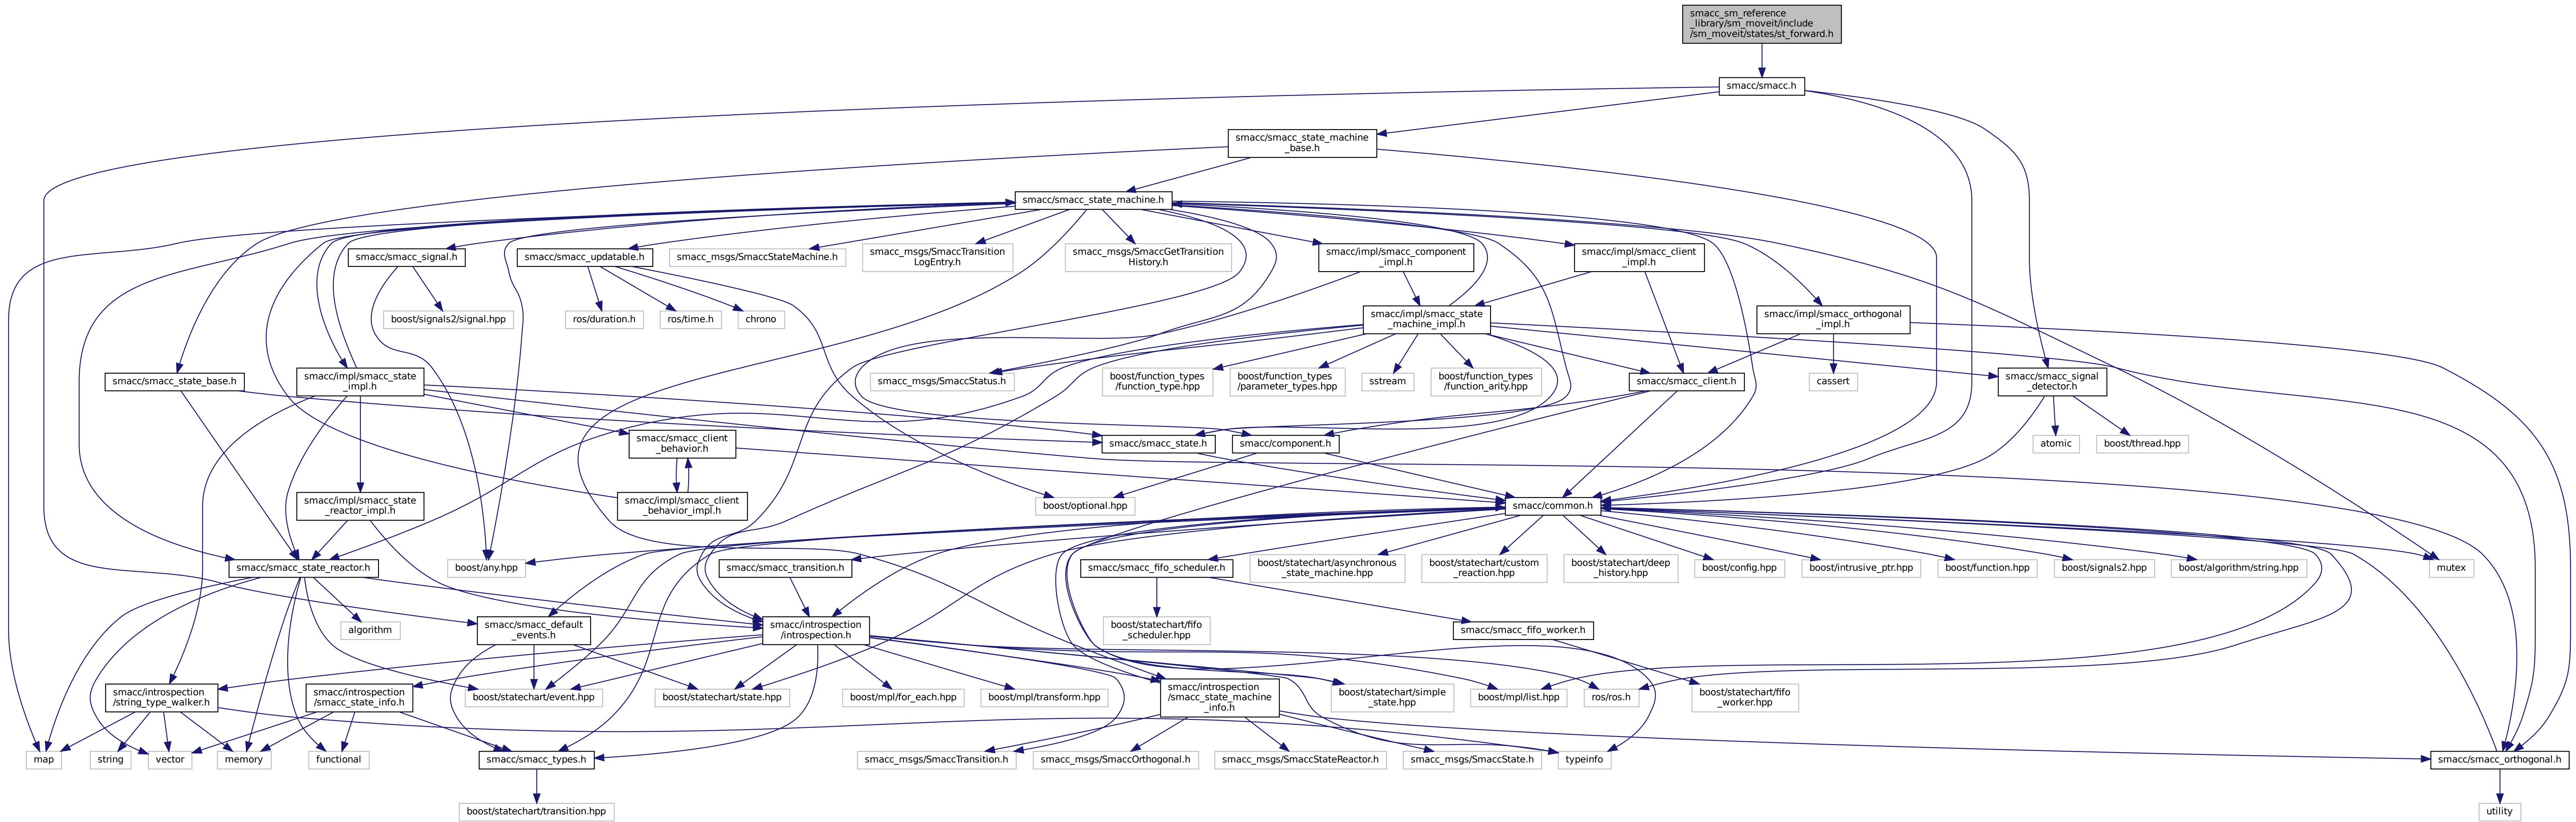 smacc_sm_reference
_library/sm_moveit/include
/sm_moveit/states/st_forward.h
smacc/smacc.h
smacc/smacc_state_machine
_base.h
smacc/smacc_state_machine.h
smacc/smacc_signal.h
smacc/smacc_updatable.h
smacc_msgs/SmaccStateMachine.h
smacc_msgs/SmaccTransition
LogEntry.h
smacc_msgs/SmaccGetTransition
History.h
smacc/impl/smacc_component
_impl.h
smacc/impl/smacc_client
_impl.h
boost/signals2/signal.hpp
ros/duration.h
ros/time.h
chrono
smacc/impl/smacc_state
_machine_impl.h
smacc/impl/smacc_orthogonal
_impl.h
smacc/smacc_state_base.h
smacc/impl/smacc_state
_impl.h
smacc_msgs/SmaccStatus.h
boost/function_types
/function_type.hpp
boost/function_types
/parameter_types.hpp
sstream
boost/function_types
/function_arity.hpp
smacc/smacc_client.h
cassert
smacc/smacc_signal
_detector.h
smacc/smacc_client
_behavior.h
smacc/smacc_state.h
smacc/component.h
atomic
boost/thread.hpp
smacc/impl/smacc_state
_reactor_impl.h
smacc/impl/smacc_client
_behavior_impl.h
boost/optional.hpp
smacc/common.h
smacc/smacc_state_reactor.h
boost/any.hpp
smacc/smacc_transition.h
smacc/smacc_fifo_scheduler.h
boost/statechart/asynchronous
_state_machine.hpp
boost/statechart/custom
_reaction.hpp
boost/statechart/deep
_history.hpp
boost/config.hpp
boost/intrusive_ptr.hpp
boost/function.hpp
boost/signals2.hpp
boost/algorithm/string.hpp
mutex
algorithm
smacc/smacc_default
_events.h
smacc/introspection
/introspection.h
boost/statechart/fifo
_scheduler.hpp
smacc/smacc_fifo_worker.h
smacc/introspection
/string_type_walker.h
smacc/introspection
/smacc_state_info.h
boost/statechart/event.hpp
boost/statechart/state.hpp
boost/mpl/for_each.hpp
boost/mpl/transform.hpp
smacc/introspection
/smacc_state_machine
_info.h
boost/statechart/simple
_state.hpp
boost/mpl/list.hpp
ros/ros.h
boost/statechart/fifo
_worker.hpp
map
string
vector
memory
functional
smacc/smacc_types.h
smacc_msgs/SmaccTransition.h
smacc_msgs/SmaccOrthogonal.h
smacc_msgs/SmaccStateReactor.h
smacc_msgs/SmaccState.h
typeinfo
smacc/smacc_orthogonal.h
boost/statechart/transition.hpp
utility